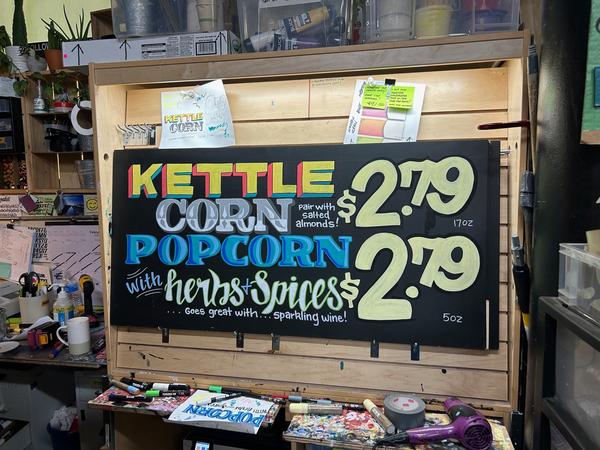 KETTLE
CORN
KETTLE
CORN
Pair with
salted
almonds!
$2.79
17oz
POPCORN
with herbs + Spices
$2.79
5oz
... Goes great with... sparkling wine!
POPCORN